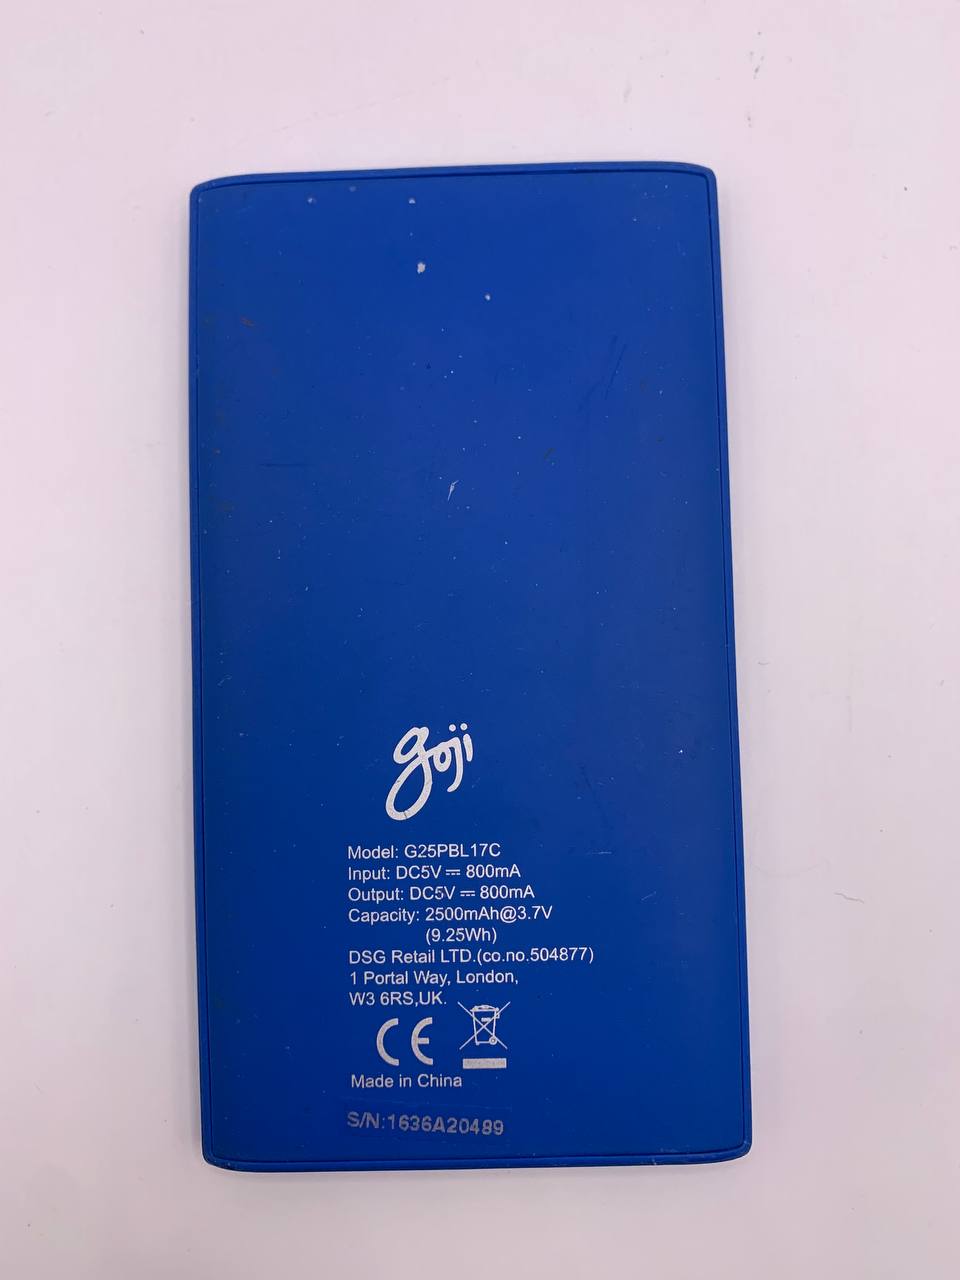 goji
Model: G25PBL17C
Input: DC5V ⎓ 800mA
Output: DC5V ⎓ 800mA
Capacity: 2500mAh@3.7V
(9.25Wh)
DSG Retail LTD.(co.no.504877)
1 Portal Way, London,
W3 6RS,UK.
CE
Made in China
S/N:1636A20489